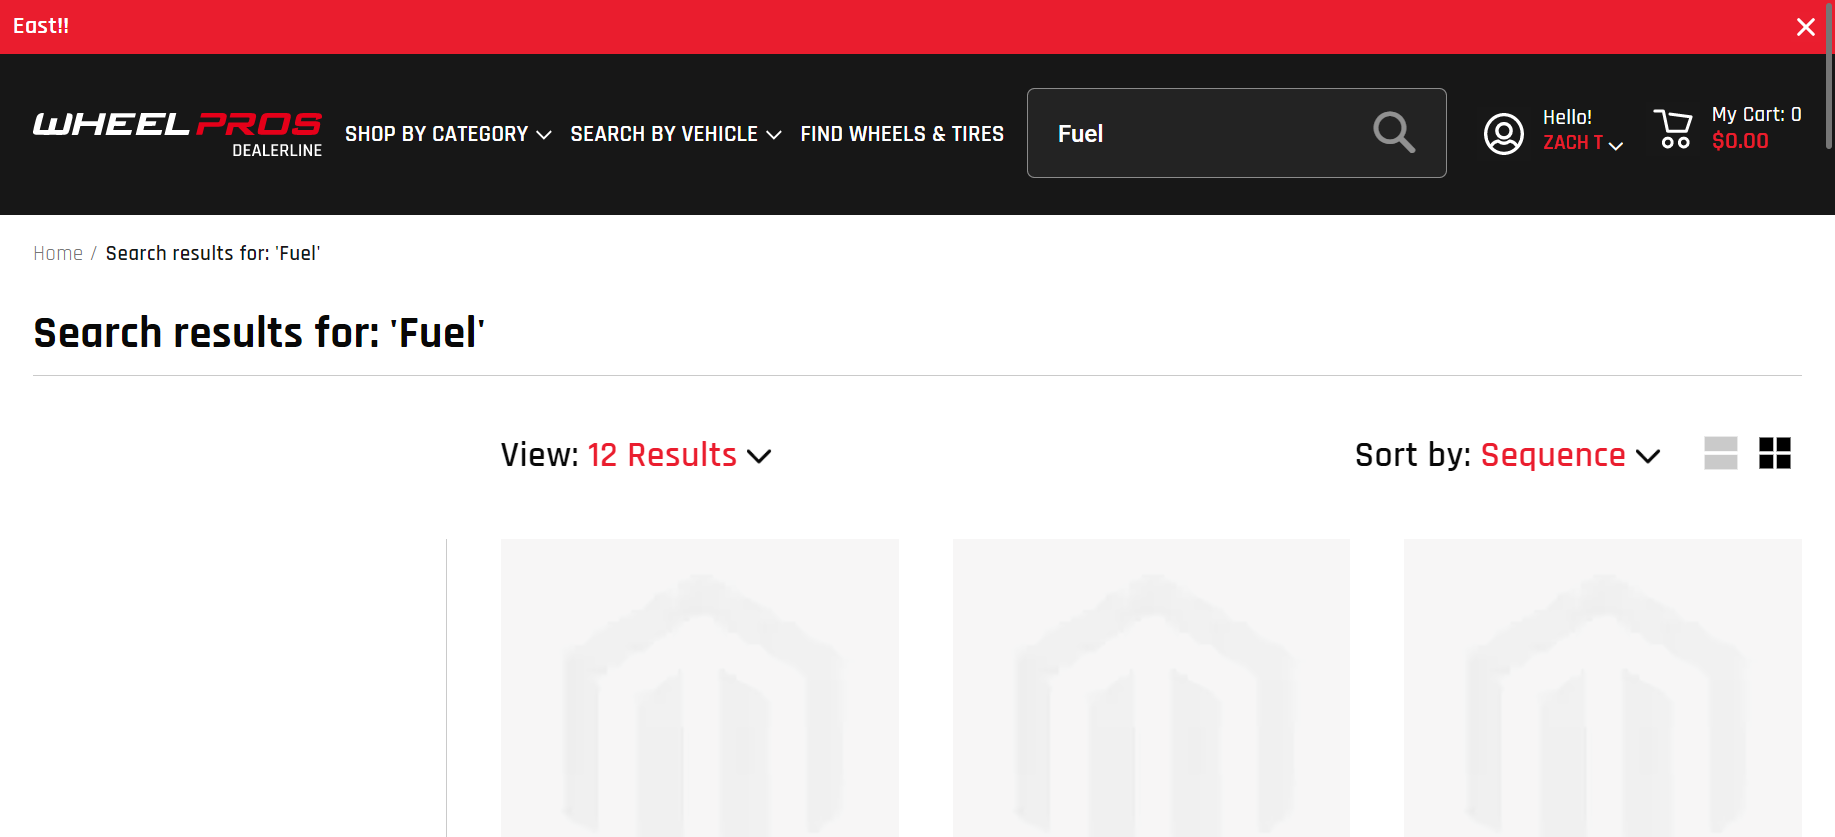 East!!
WHEEL PROS
DEALERLINE
SHOP BY CATEGORY
SEARCH BY VEHICLE
FIND WHEELS & TIRES
Fuel
Hello!
ZACH T
My Cart: 0
$0.00
Home / Search results for: 'Fuel'
Search results for: 'Fuel'
View: 12 Results
Sort by: Sequence